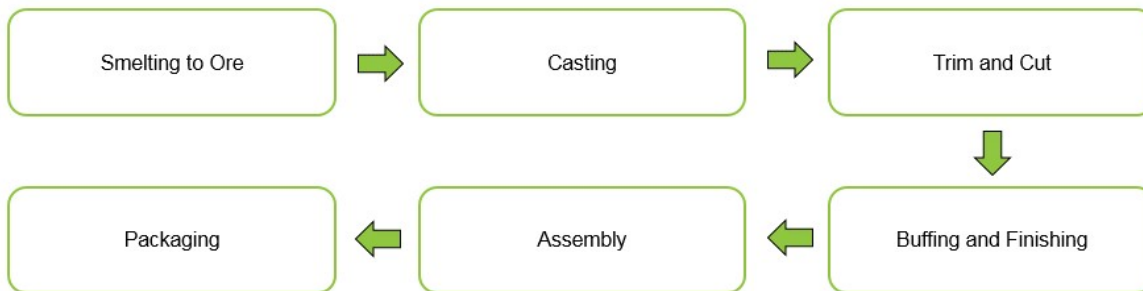 Smelting to Ore
Casting
Trim and Cut
Buffing and Finishing
Assembly
Packaging